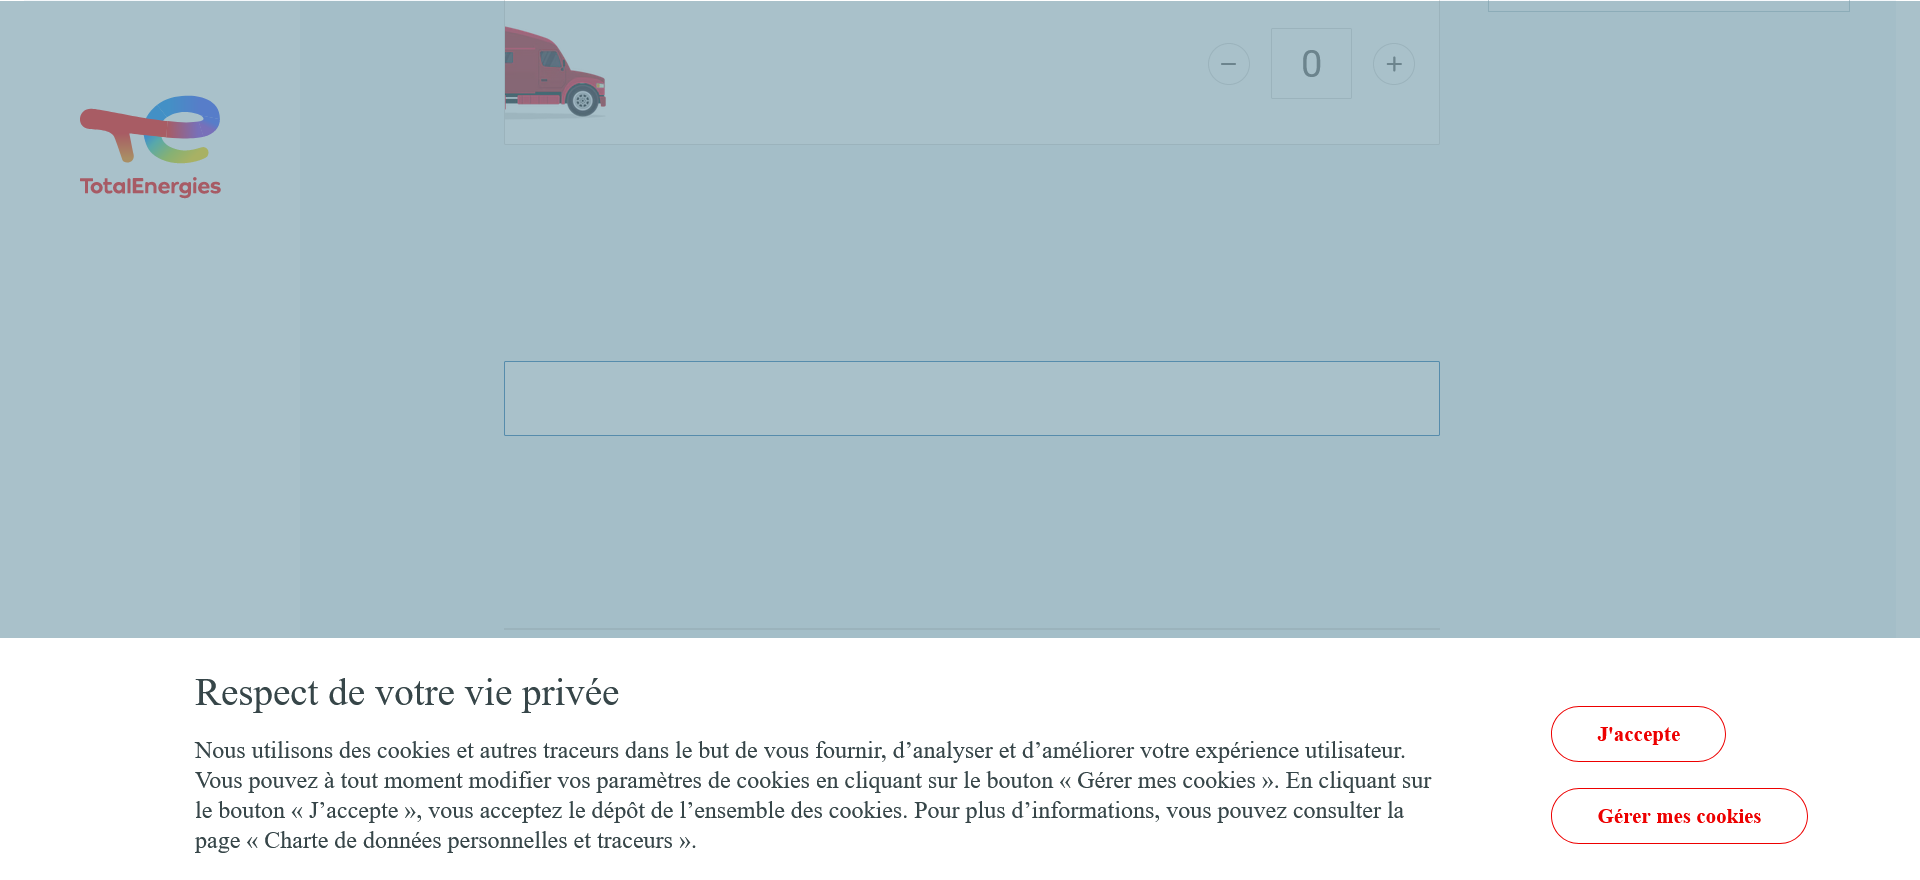 0
TotalEnergies
Respect de votre vie privée
Nous utilisons des cookies et autres traceurs dans le but de vous fournir, d’analyser et d’améliorer votre expérience utilisateur.
Vous pouvez à tout moment modifier vos paramètres de cookies en cliquant sur le bouton « Gérer mes cookies ». En cliquant sur
le bouton « J’accepte », vous acceptez le dépôt de l’ensemble des cookies. Pour plus d’informations, vous pouvez consulter la
page « Charte de données personnelles et traceurs ».
J'accepte
Gérer mes cookies